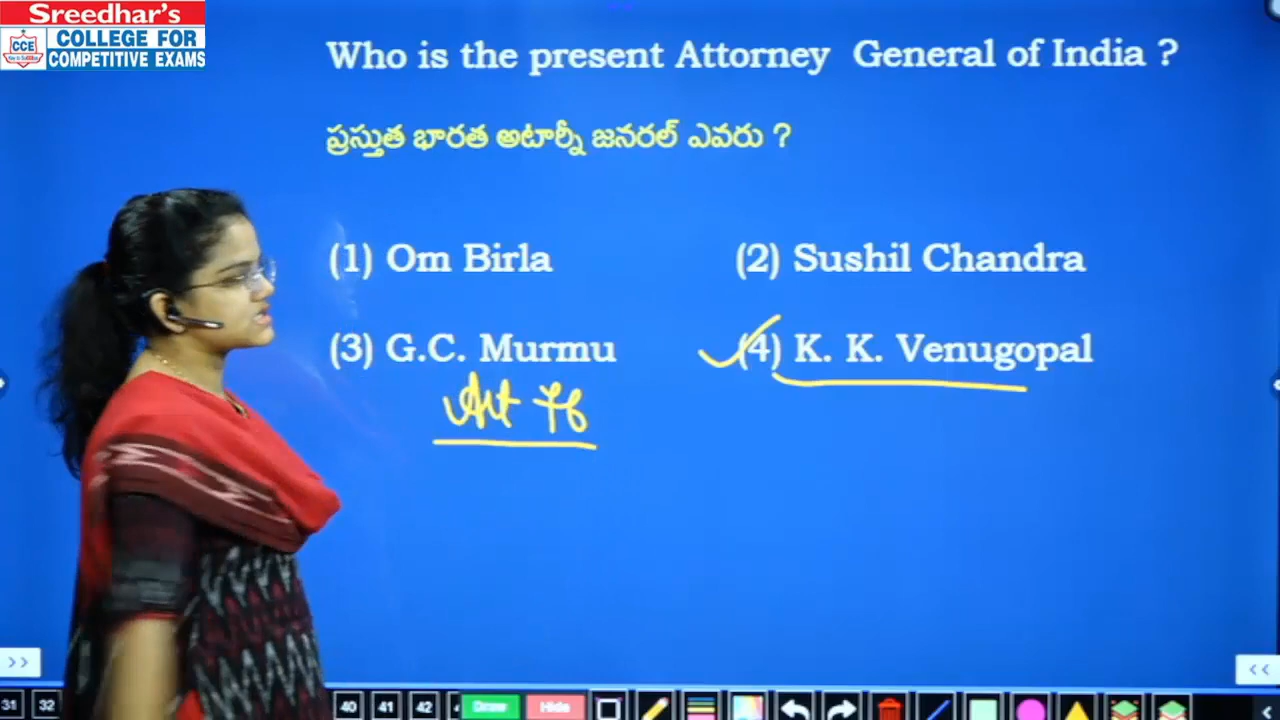 Sreedhar's
CCE
COLLEGE FOR
COMPETITIVE EXAMS
Who is the present Attorney General of India ?
ప్రస్తుత భారత అటార్నీ జనరల్ ఎవరు ?
(1) Om Birla
(2) Sushil Chandra
(3) G.C. Murmu
(4) K. K. Venugopal
Art 76
>>
<<
31 32 40 41 42 Draw Hide